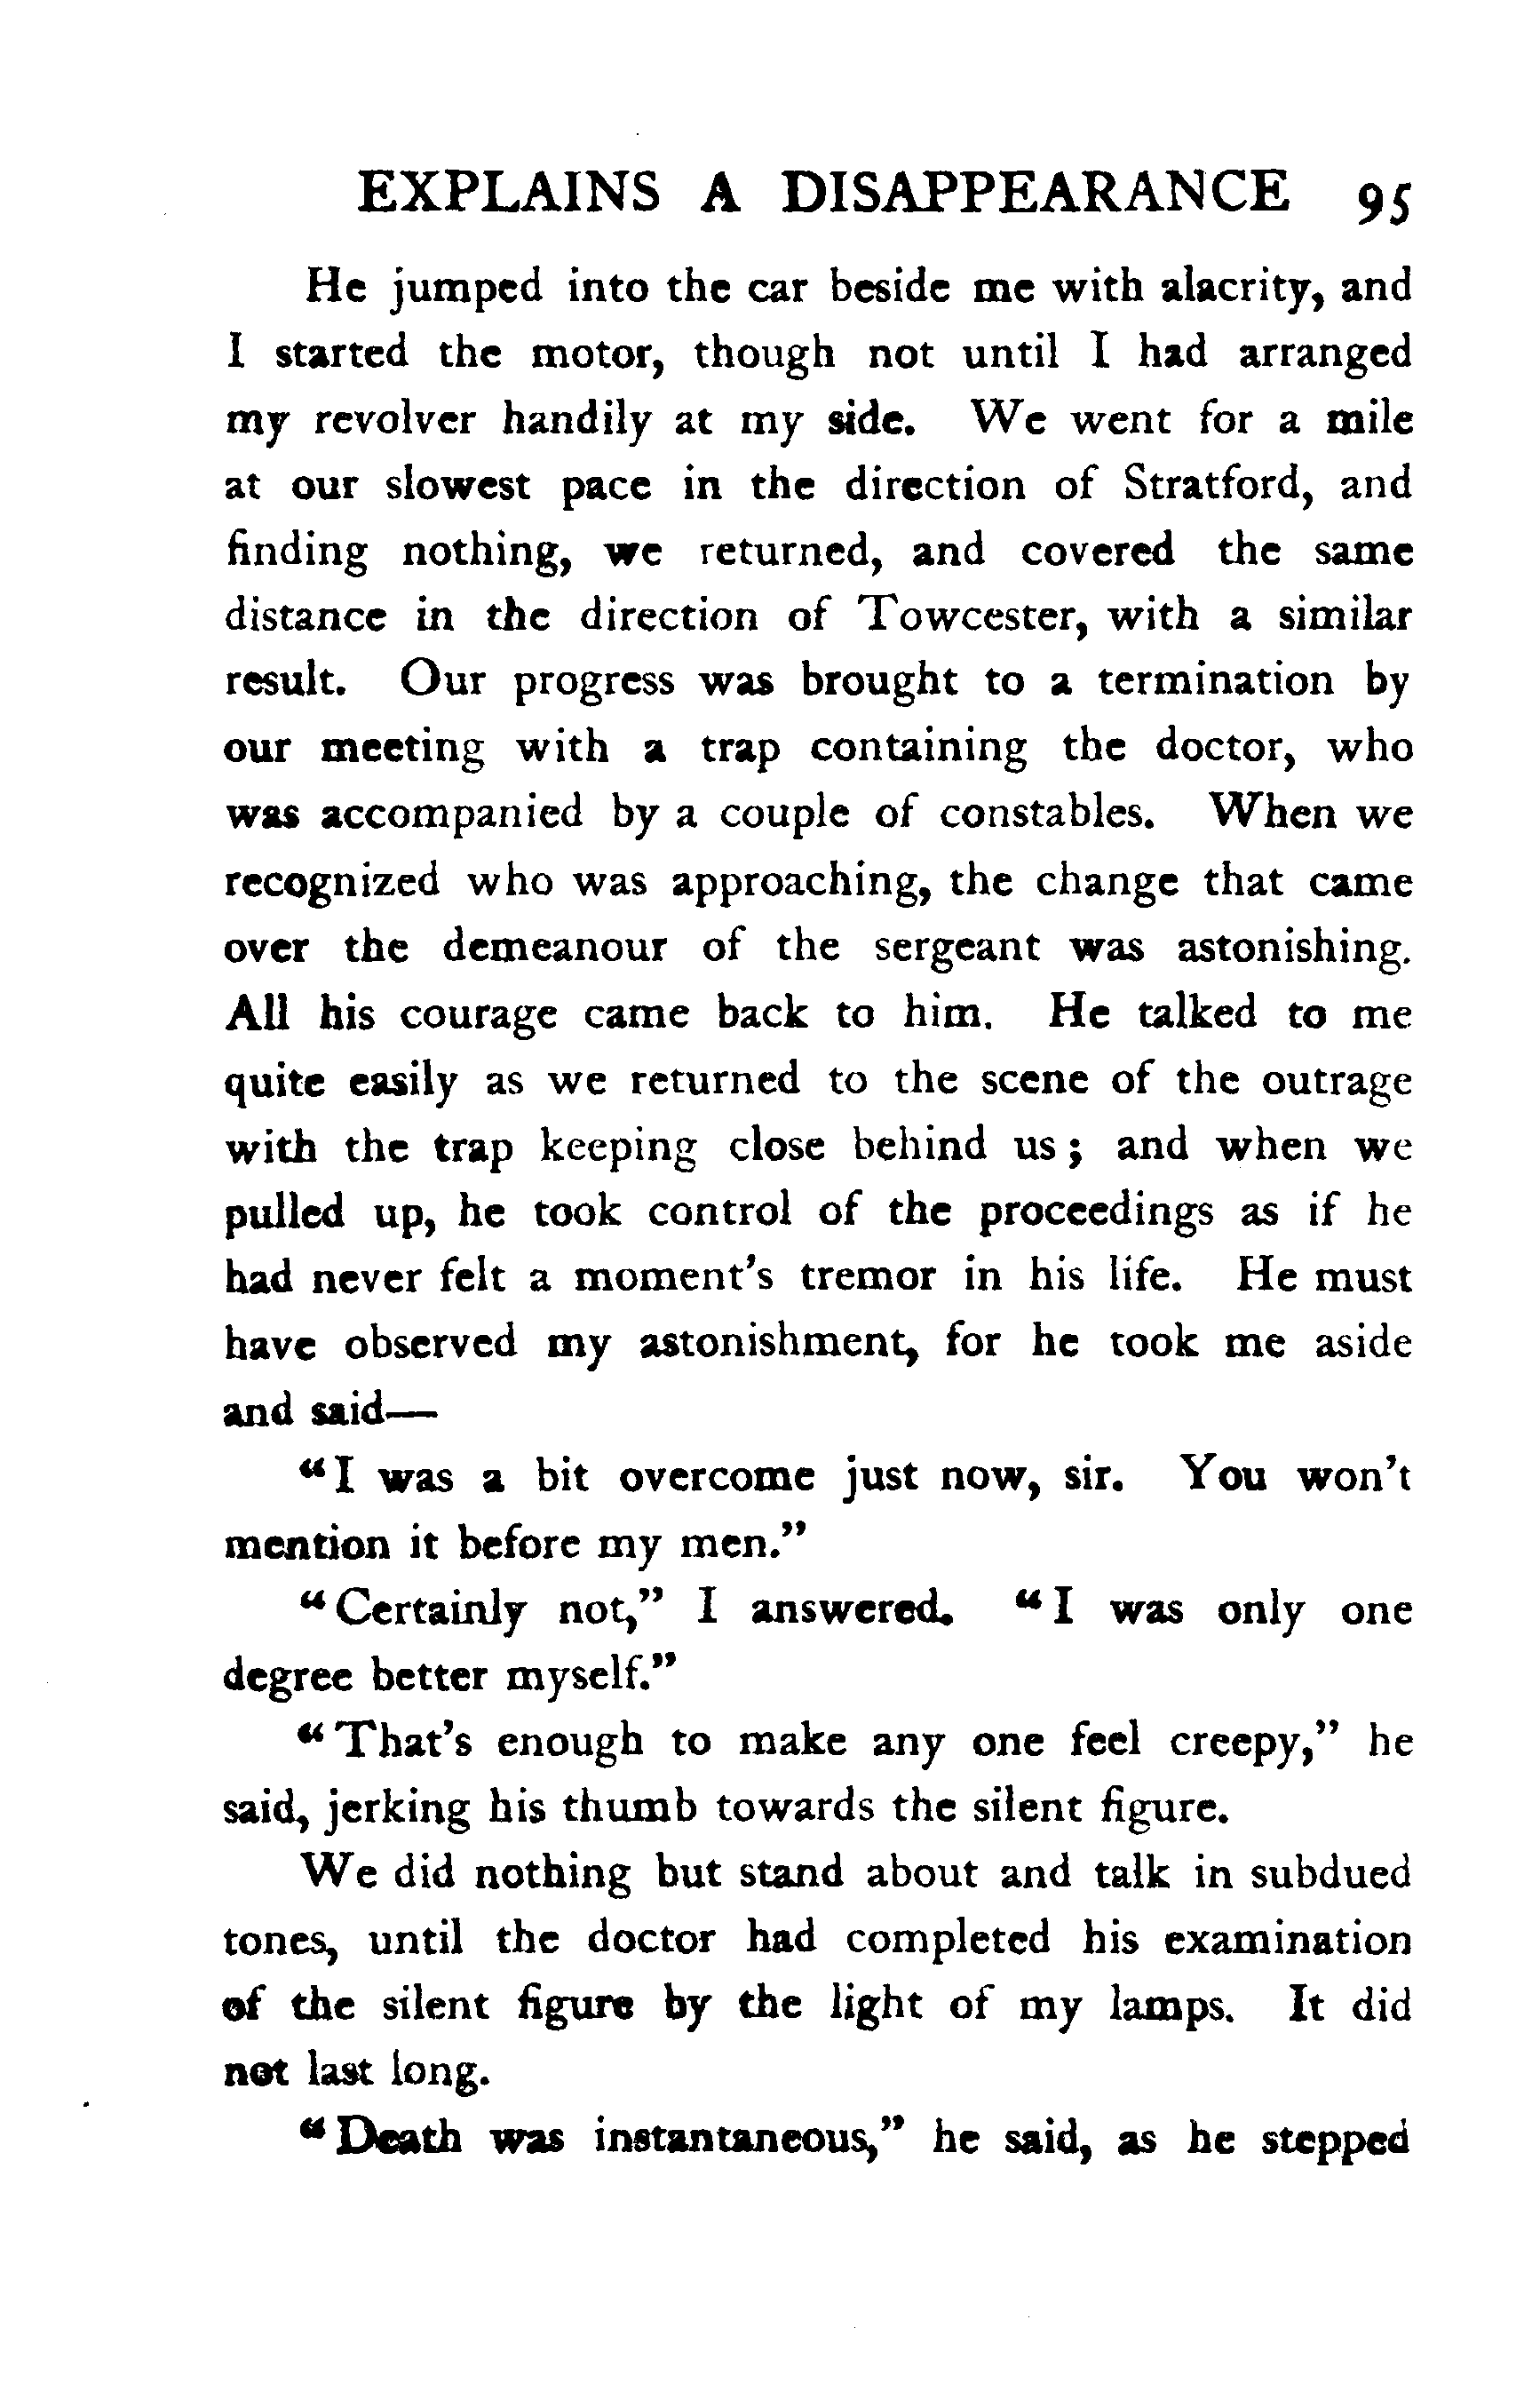 EXPLAINS A DISAPPEARANCE 95
He jumped into the car beside me with alacrity, and
I started the motor, though not until I had arranged
my revolver handily at my side. We went for a mile
at our slowest pace in the direction of Stratford, and
finding nothing, we returned, and covered the same
distance in the direction of Towcester, with a similar
result. Our progress was brought to a termination by
our meeting with a trap containing the doctor, who
was accompanied by a couple of constables. When we
recognized who was approaching, the change that came
over the demeanour of the sergeant was astonishing.
All his courage came back to him. He talked to me
quite easily as we returned to the scene of the outrage
with the trap keeping close behind us; and when we
pulled up, he took control of the proceedings as if he
had never felt a moment's tremor in his life. He must
have observed my astonishment, for he took me aside
and said—
"I was a bit overcome just now, sir. You won't
mention it before my men."
"Certainly not," I answered. "I was only one
degree better myself."
"That's enough to make any one feel creepy," he
said, jerking his thumb towards the silent figure.
We did nothing but stand about and talk in subdued
tones, until the doctor had completed his examination
of the silent figure by the light of my lamps. It did
not last long.
"Death was instantaneous," he said, as he stepped